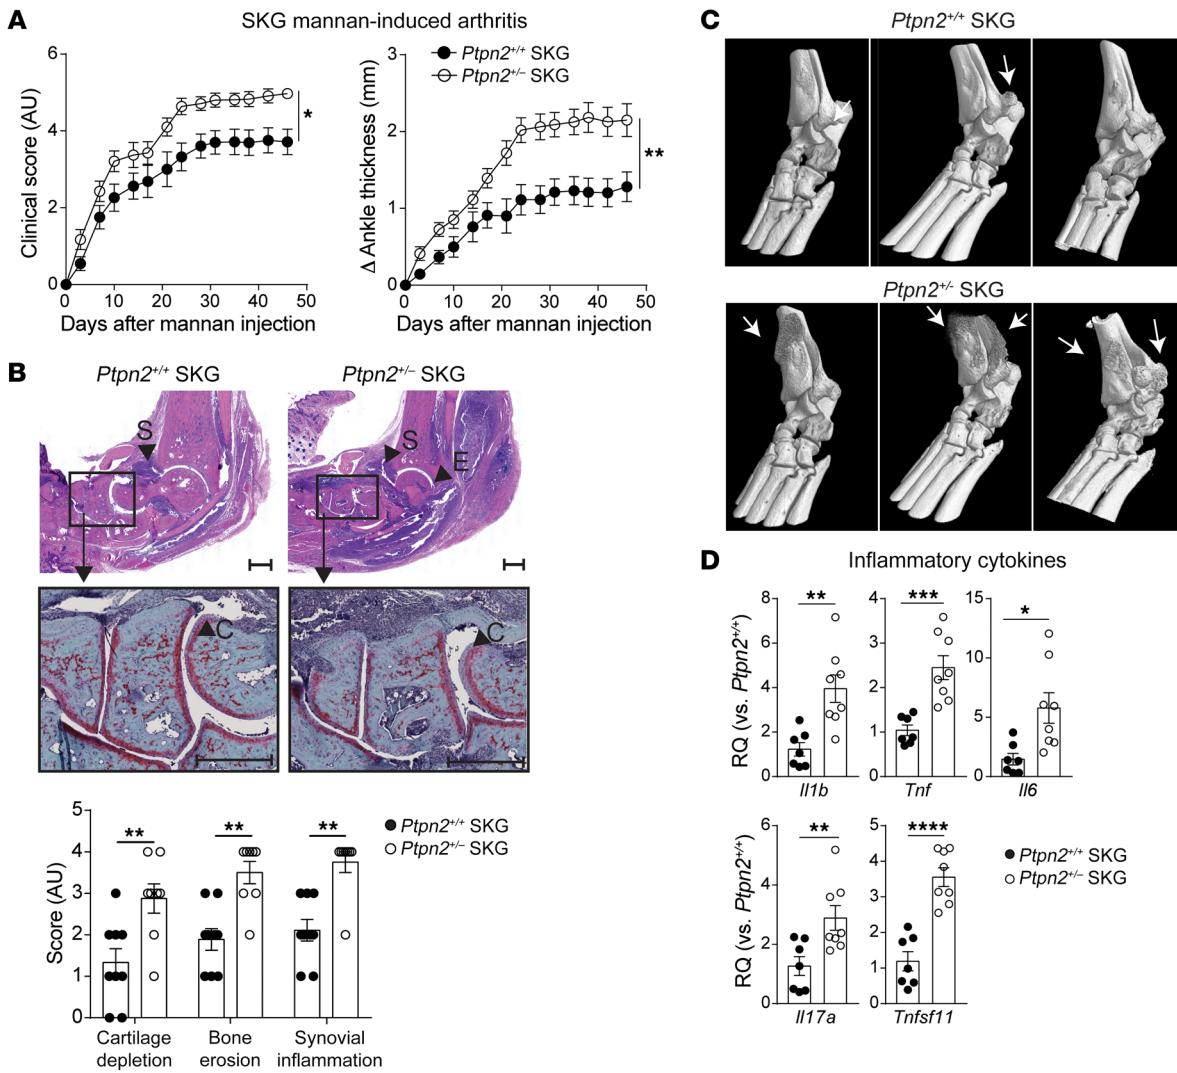 A
SKG mannan-induced arthritis
Clinical score (AU)
6
4
2
0
0 10 20 30 40 50
Days after mannan injection
*
Δ Ankle thickness (mm)
3
2
1
0
0 10 20 30 40 50
Days after mannan injection
Ptpn2+/+ SKG
Ptpn2+/- SKG
**
B
Ptpn2+/+ SKG
Ptpn2+/– SKG
S
S
E
C
C
Score (AU)
5
4
3
2
1
0
** ** **
Ptpn2+/+ SKG
Ptpn2+/– SKG
Cartilage
depletion
Bone
erosion
Synovial
inflammation
C
Ptpn2+/+ SKG
Ptpn2+/- SKG
D
Inflammatory cytokines
RQ (vs. Ptpn2+/+)
8
6
4
2
0
**
Il1b
4
3
2
1
0
***
Tnf
15
10
5
0
*
Il6
RQ (vs. Ptpn2+/+)
6
4
2
0
**
Il17a
5
4
3
2
1
0
****
Tnfsf11
Ptpn2+/+ SKG
Ptpn2+/– SKG